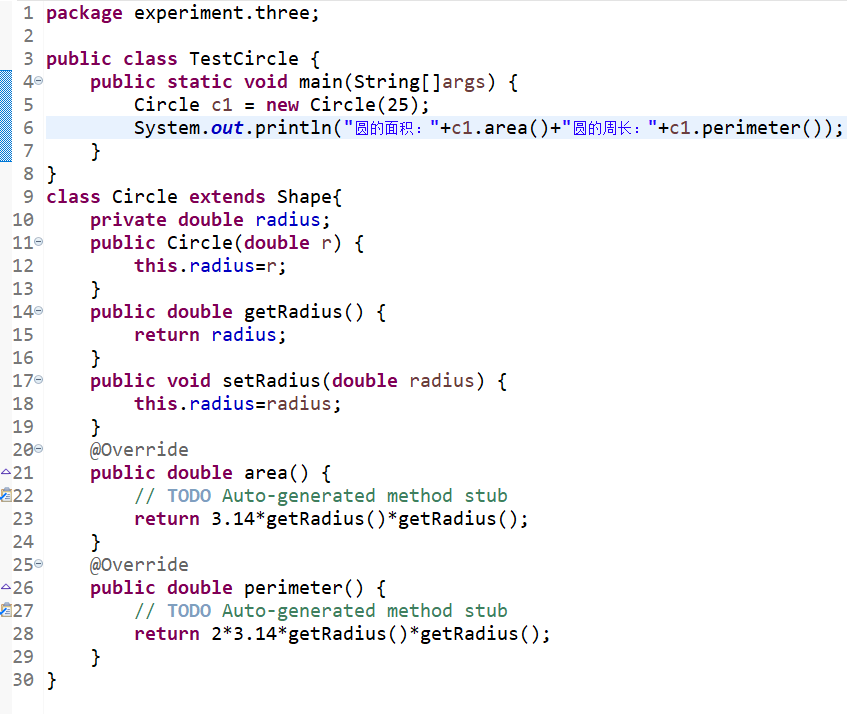 1 package experiment.three;
2
3 public class TestCircle {
4 public static void main(String[]args) {
5 Circle c1 = new Circle(25);
6 System.out.println("圆的面积："+c1.area()+"圆的周长："+c1.perimeter());
7 }
8 }
9 class Circle extends Shape{
10 private double radius;
11 public Circle(double r) {
12 this.radius=r;
13 }
14 public double getRadius() {
15 return radius;
16 }
17 public void setRadius(double radius) {
18 this.radius=radius;
19 }
20 @Override
21 public double area() {
22 // TODO Auto-generated method stub
23 return 3.14*getRadius()*getRadius();
24 }
25 @Override
26 public double perimeter() {
27 // TODO Auto-generated method stub
28 return 2*3.14*getRadius()*getRadius();
29 }
30 }